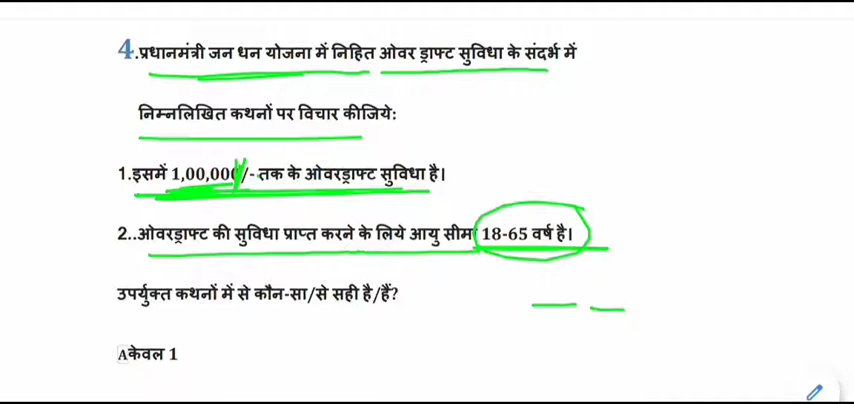 4.प्रधानमंत्री जन धन योजना में निहित ओवर ड्राफ्ट सुविधा के संदर्भ में
निम्नलिखित कथनों पर विचार कीजिये:
1.इसमें 1,00,000/- तक के ओवरड्राफ्ट सुविधा है।
2..ओवरड्राफ्ट की सुविधा प्राप्त करने के लिये आयु सीमा 18-65 वर्ष है।
उपर्युक्त कथनों में से कौन-सा/से सही है/हैं?
Aकेवल 1